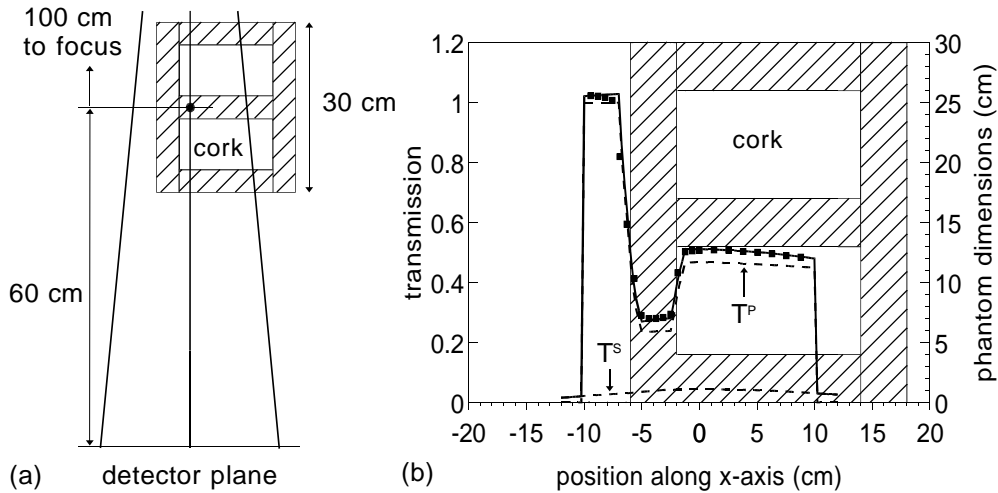 100 cm
to focus
30 cm
cork
60 cm
(a)
detector plane
1.2
1
0.8
0.6
0.4
0.2
0
transmission
30
25
20
15
10
5
0
phantom dimensions (cm)
cork
T^P
T^S
-20 -15 -10 -5 0 5 10 15 20
(b)
position along x-axis (cm)